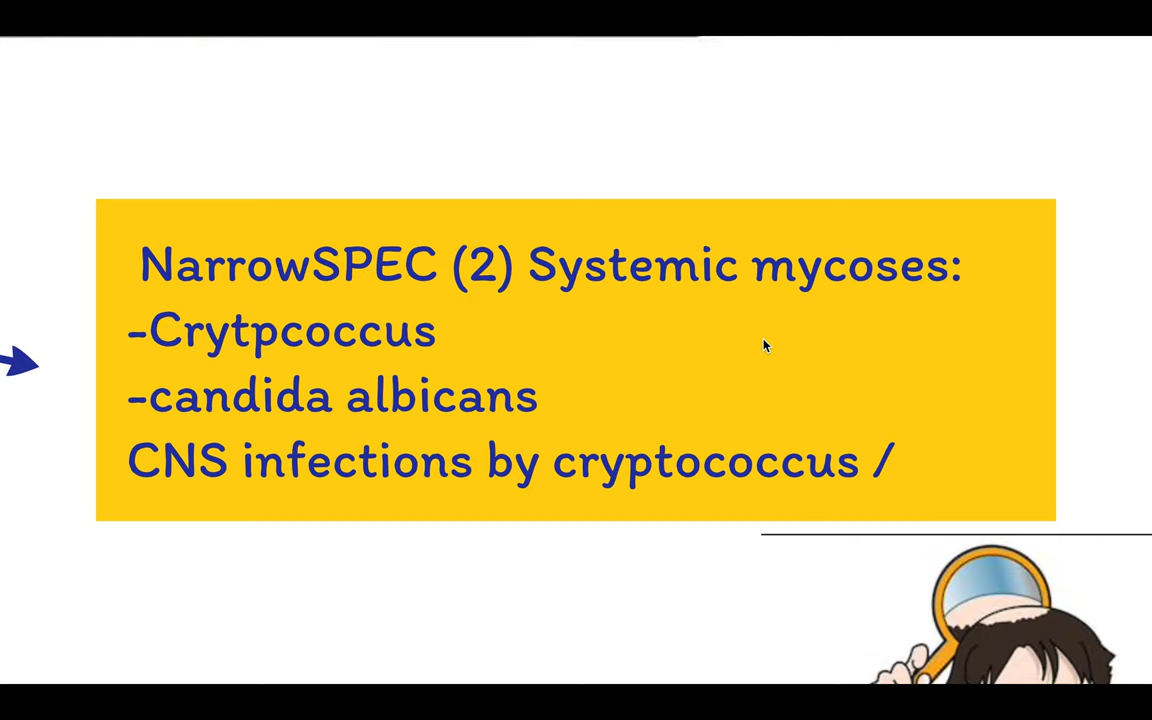 NarrowSPEC (2) Systemic mycoses:
-Crytpcoccus
-candida albicans
CNS infections by cryptococcus /